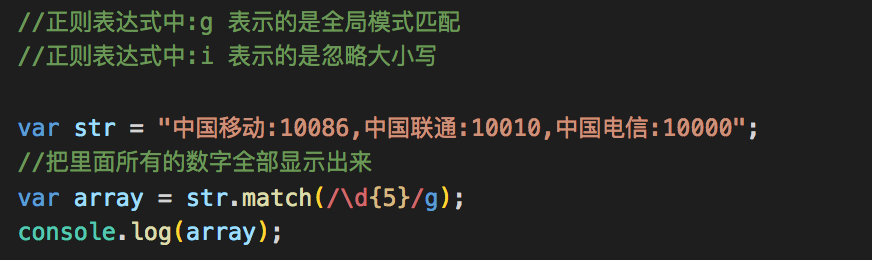 //正则表达式中:g 表示的是全局模式匹配
//正则表达式中:i 表示的是忽略大小写
var str = "中国移动:10086,中国联通:10010,中国电信:10000";
//把里面所有的数字全部显示出来
var array = str.match(/\d{5}/g);
console.log(array);